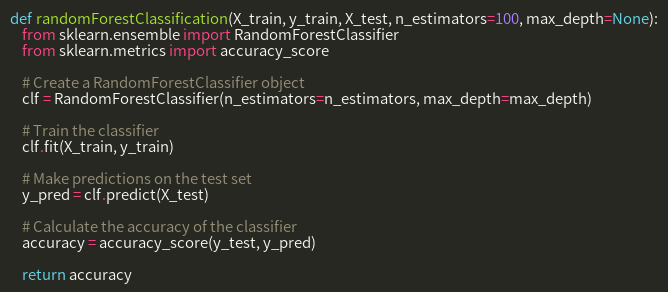 def randomForestClassification(X_train, y_train, X_test, n_estimators=100, max_depth=None):
from sklearn.ensemble import RandomForestClassifier
from sklearn.metrics import accuracy_score
# Create a RandomForestClassifier object
clf = RandomForestClassifier(n_estimators=n_estimators, max_depth=max_depth)
# Train the classifier
clf.fit(X_train, y_train)
# Make predictions on the test set
y_pred = clf.predict(X_test)
# Calculate the accuracy of the classifier
accuracy = accuracy_score(y_test, y_pred)
return accuracy